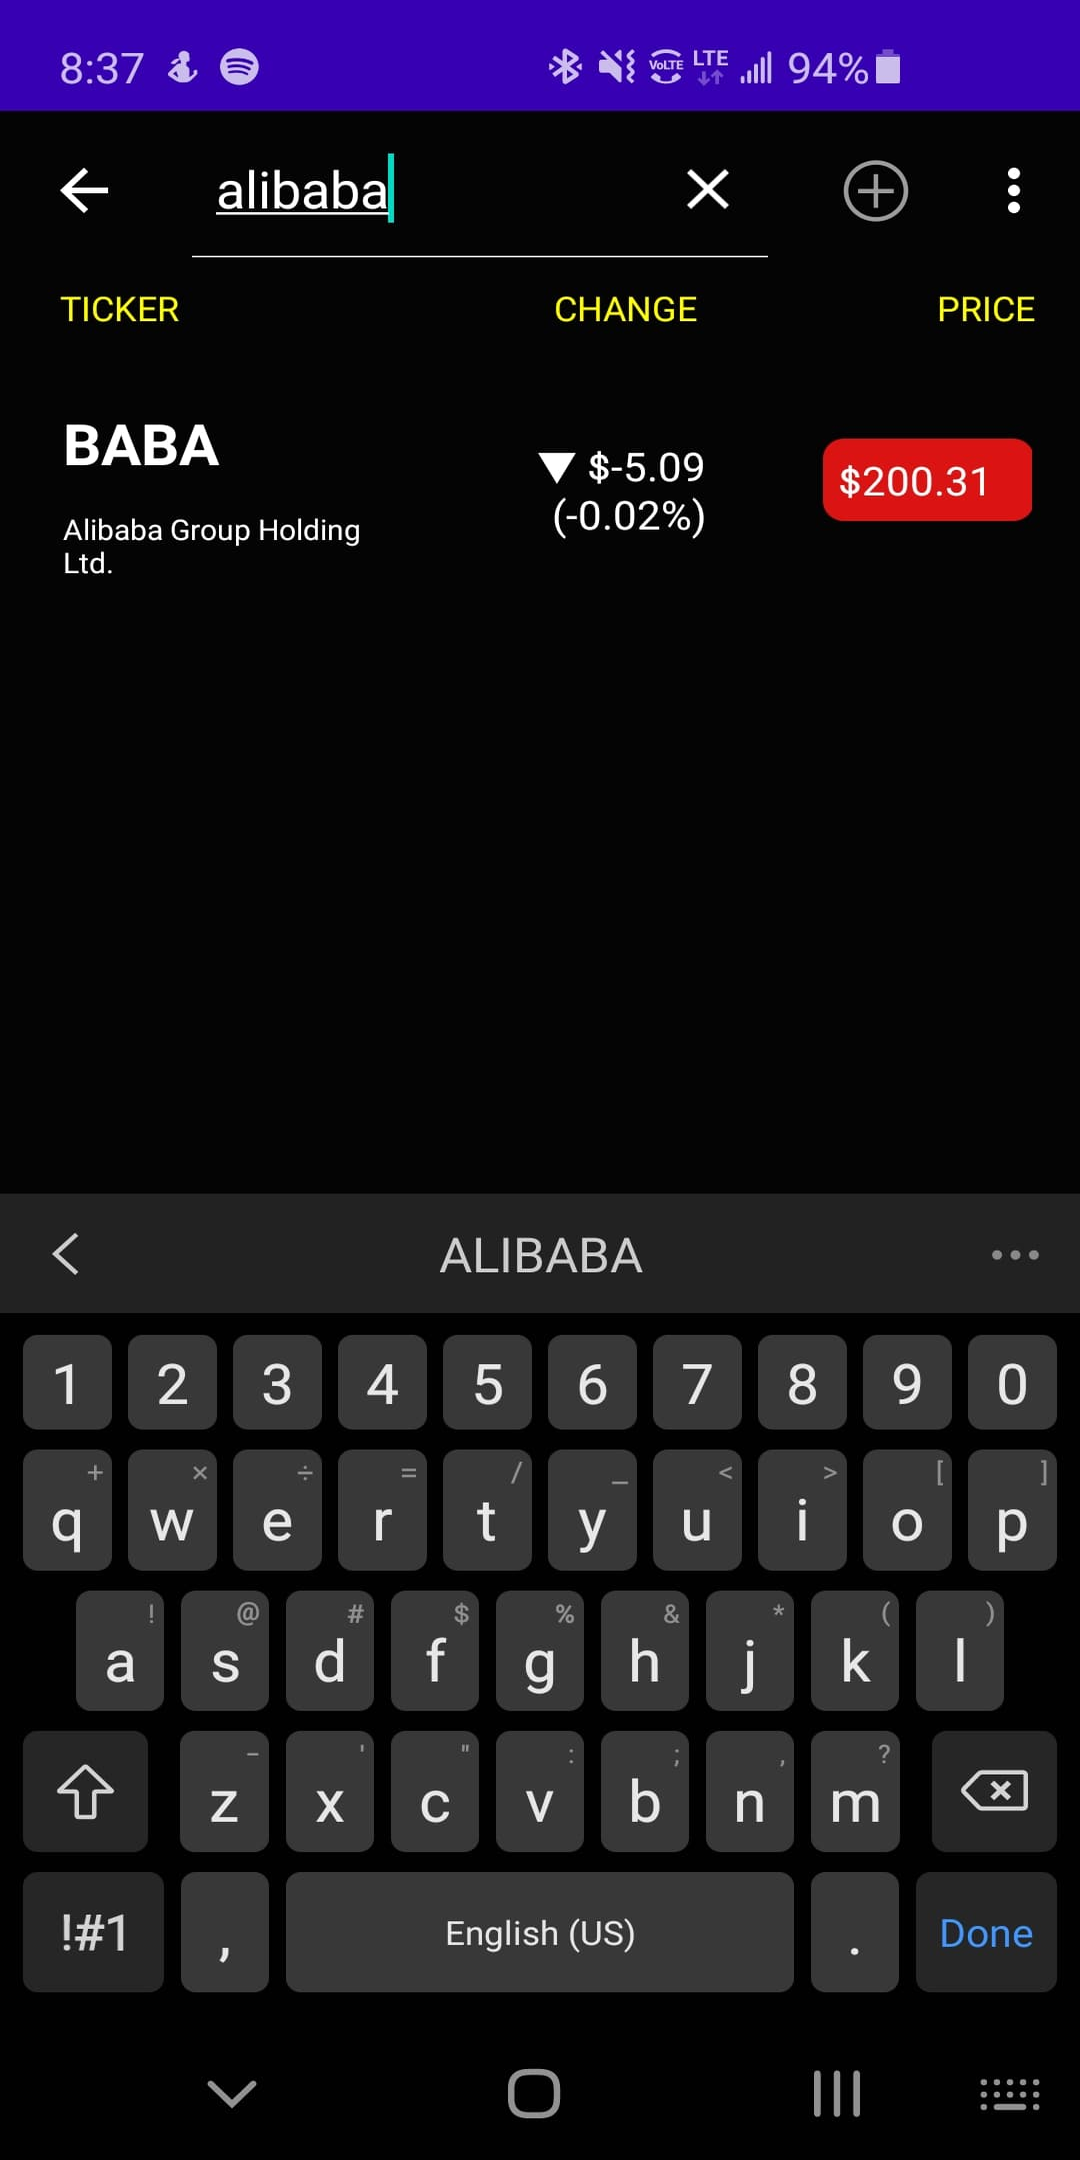 8:37 VoLTE LTE 94%
alibaba
TICKER CHANGE PRICE
BABA
Alibaba Group Holding
Ltd.
▼ $-5.09
(-0.02%)
$200.31
ALIBABA
1 2 3 4 5 6 7 8 9 0
+ × ÷ = / _ < > [ ]
q w e r t y u i o p
! @ # $ % & * ( )
a s d f g h j k l
- ' " : ; , ?
z x c v b n m
!#1 , English (US) . Done